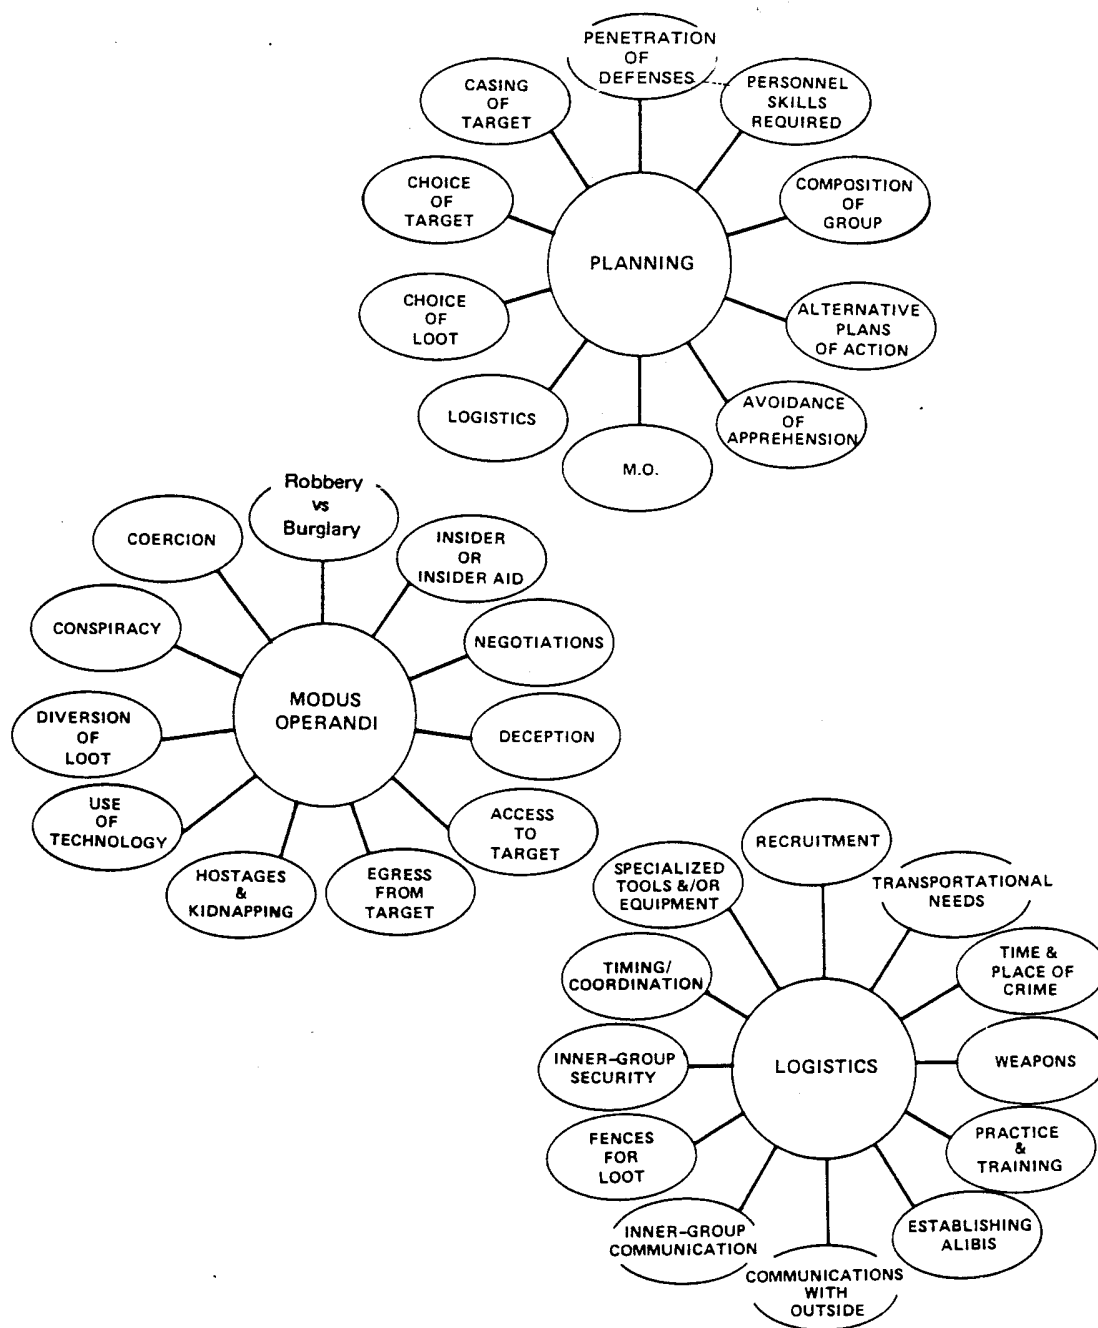 PENETRATION
OF
DEFENSES
PERSONNEL
SKILLS
REQUIRED
COMPOSITION
OF
GROUP
ALTERNATIVE
PLANS
OF ACTION
AVOIDANCE
OF
APPREHENSION
M.O.
LOGISTICS
CHOICE
OF
LOOT
CHOICE
OF
TARGET
CASING
OF
TARGET
PLANNING
Robbery
vs
Burglary
INSIDER
OR
INSIDER AID
NEGOTIATIONS
DECEPTION
ACCESS
TO
TARGET
EGRESS
FROM
TARGET
HOSTAGES
&
KIDNAPPING
USE
OF
TECHNOLOGY
DIVERSION
OF
LOOT
CONSPIRACY
COERCION
MODUS
OPERANDI
RECRUITMENT
TRANSPORTATIONAL
NEEDS
TIME &
PLACE OF
CRIME
WEAPONS
PRACTICE
&
TRAINING
ESTABLISHING
ALIBIS
COMMUNICATIONS
WITH
OUTSIDE
INNER-GROUP
COMMUNICATION
FENCES
FOR
LOOT
INNER-GROUP
SECURITY
TIMING/
COORDINATION
SPECIALIZED
TOOLS &/OR
EQUIPMENT
LOGISTICS